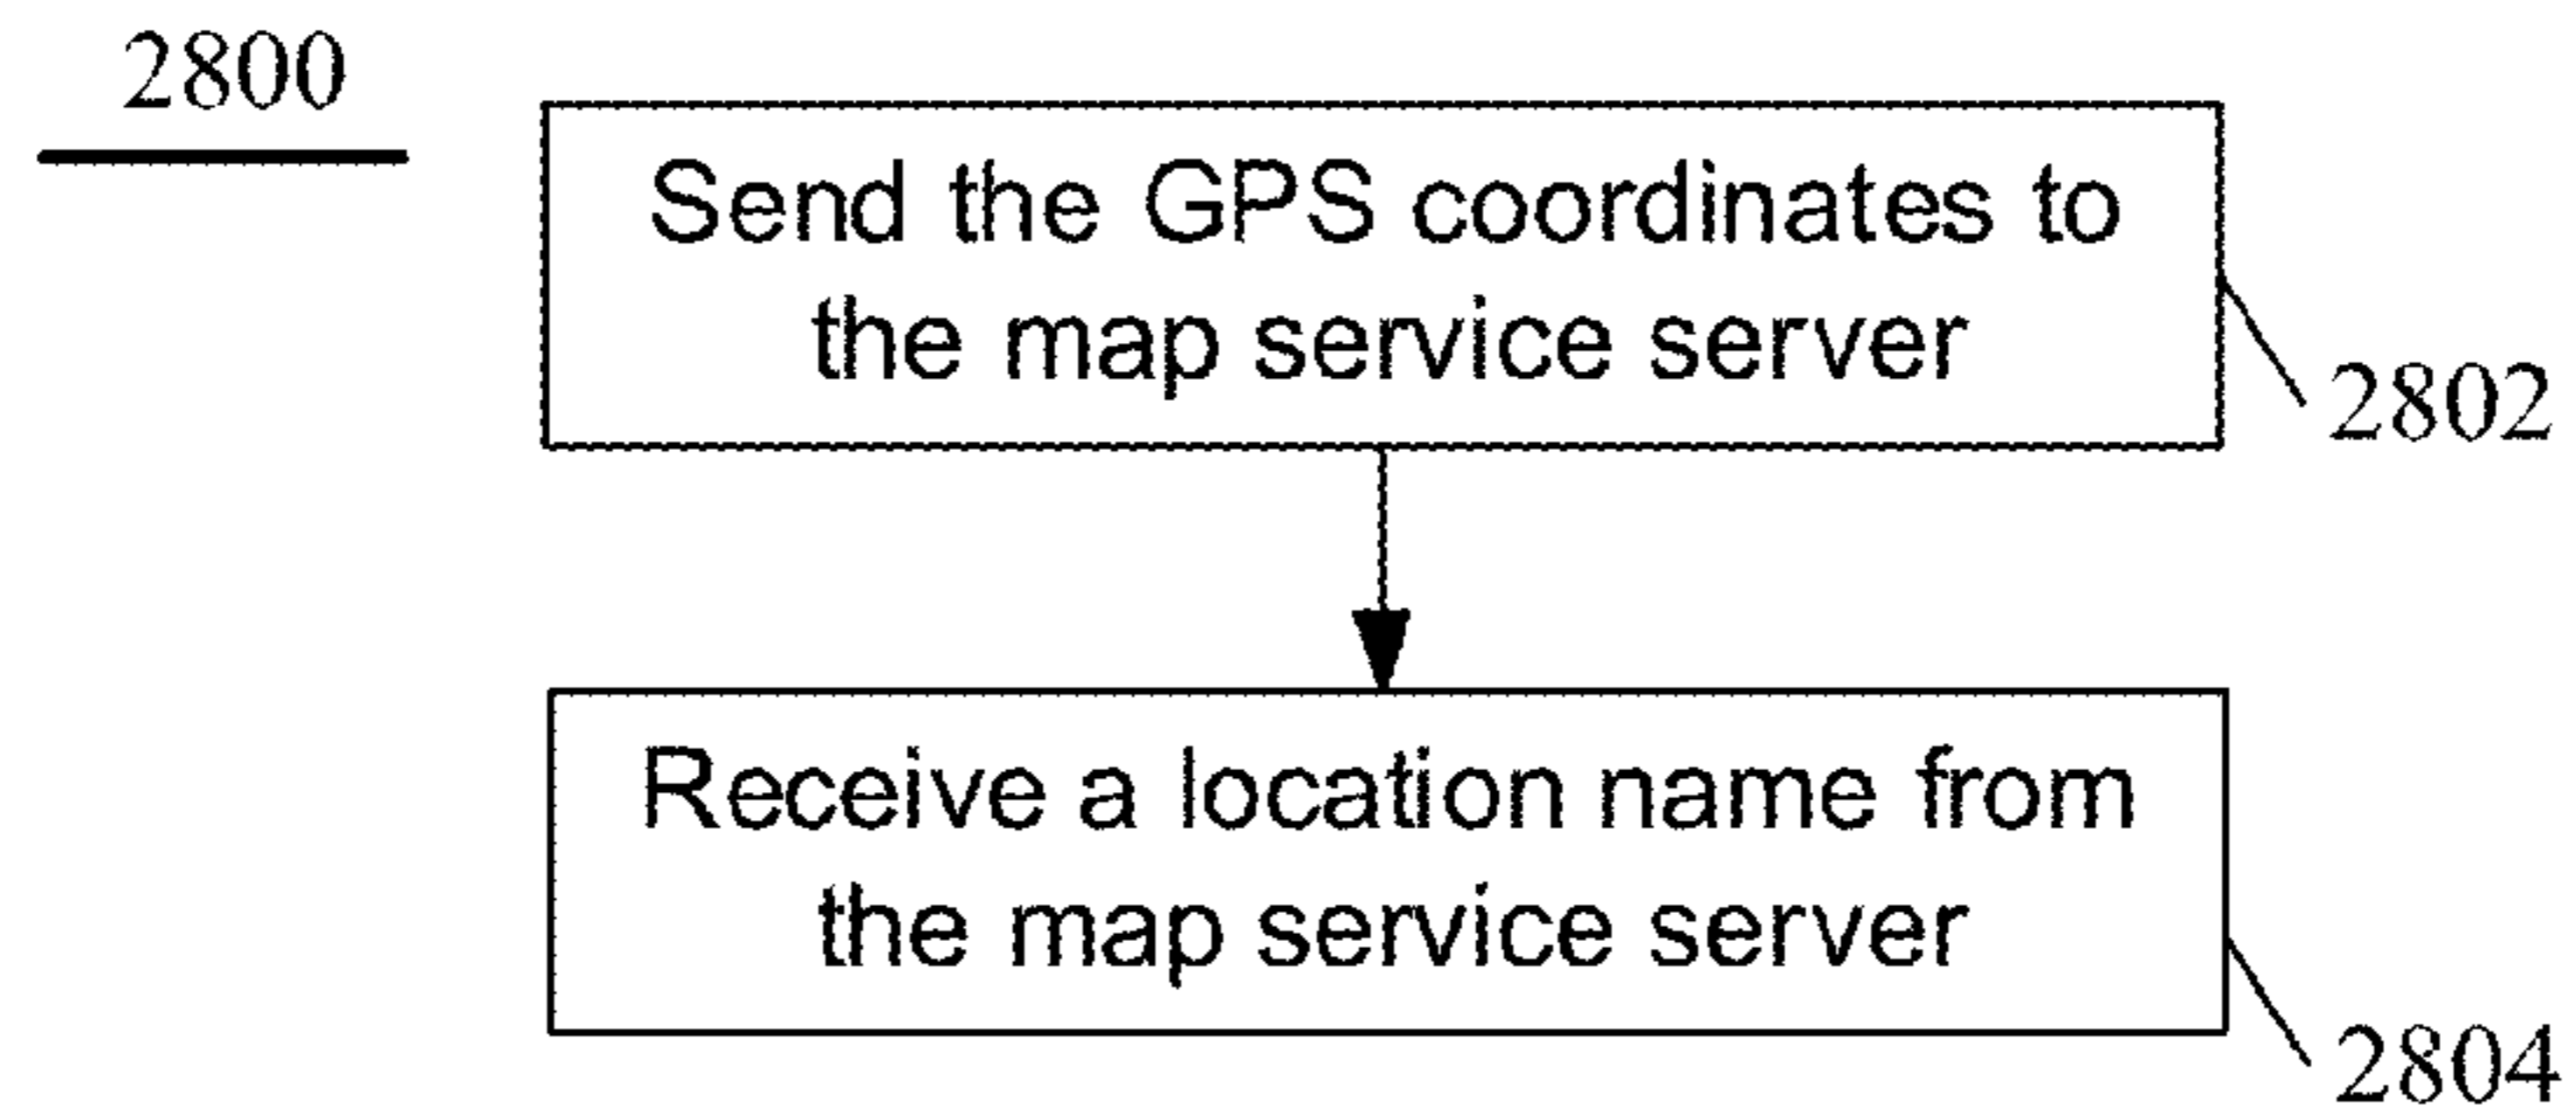 2800
Send the GPS coordinates to
the map service server
2802
Receive a location name from
the map service server
2804